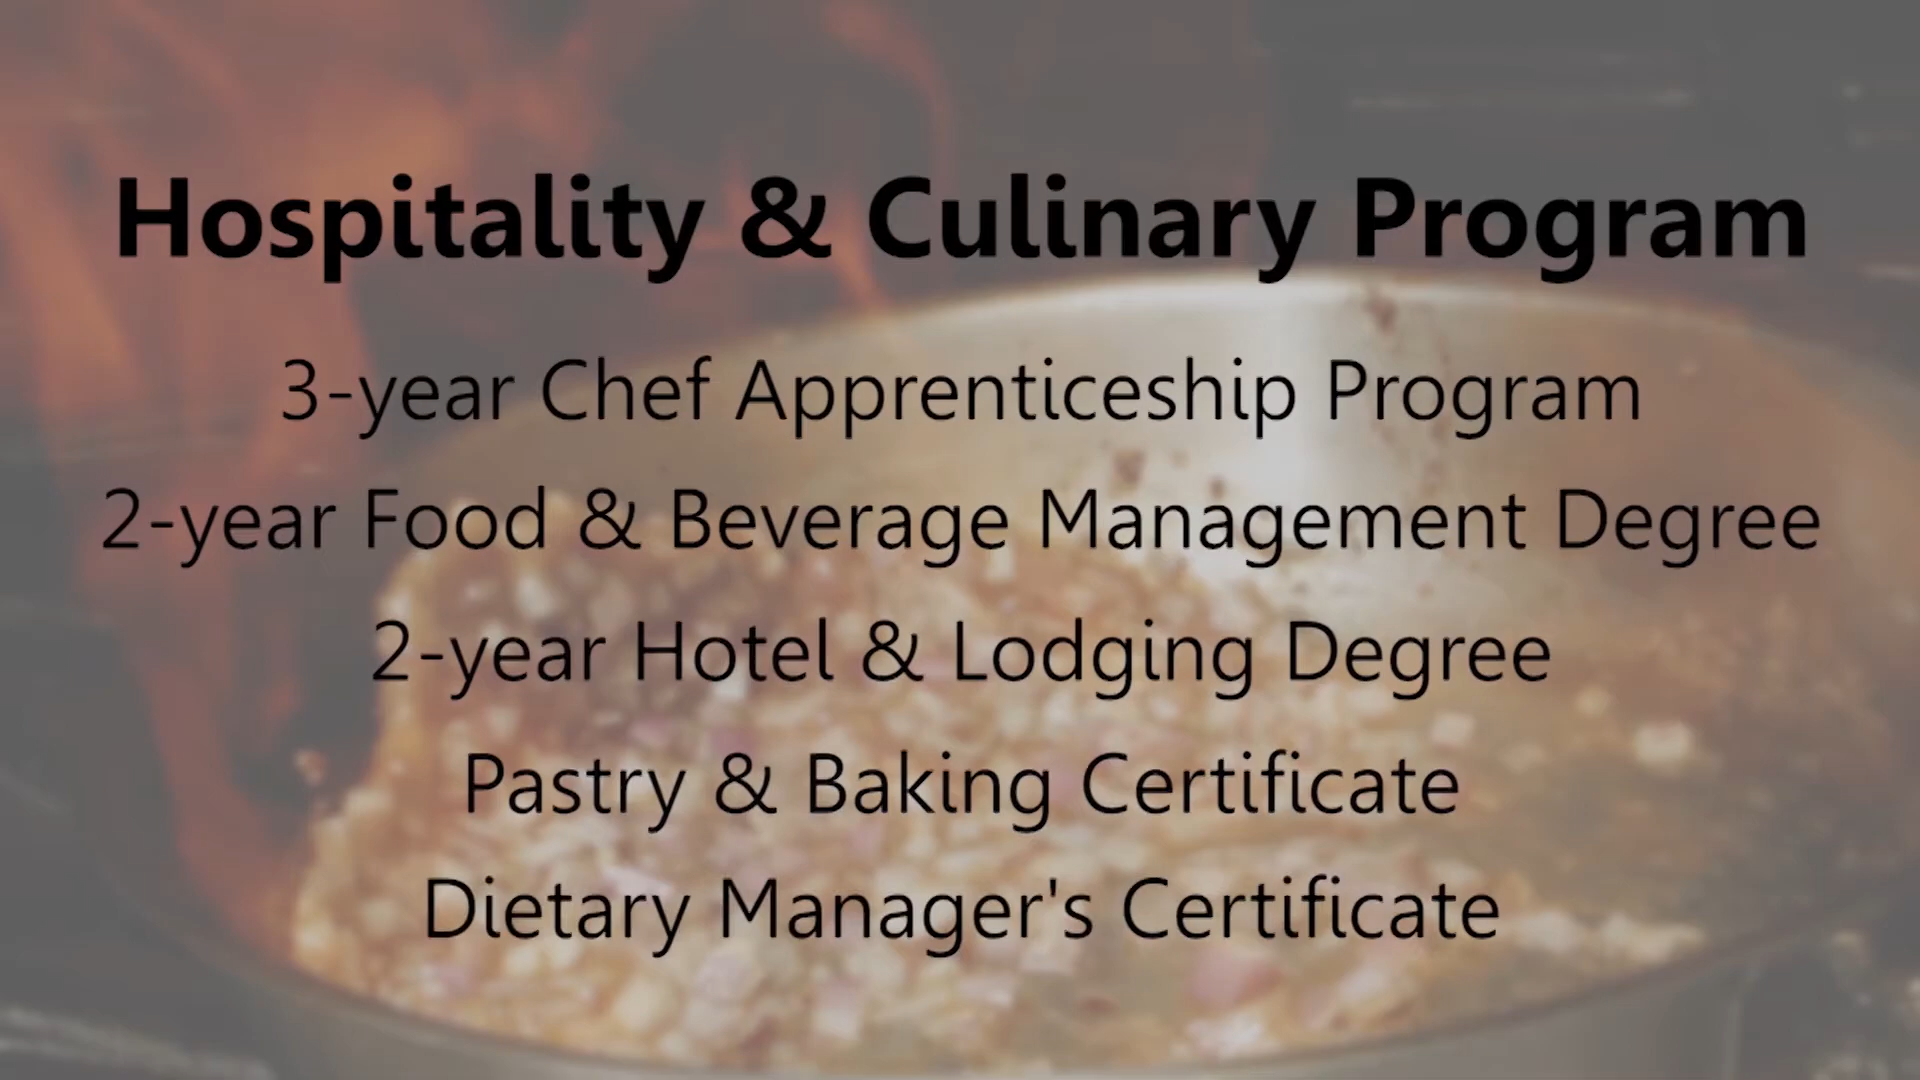 Hospitality & Culinary Program
3-year Chef Apprenticeship Program
2-year Food & Beverage Management Degree
2-year Hotel & Lodging Degree
Pastry & Baking Certificate
Dietary Manager's Certificate